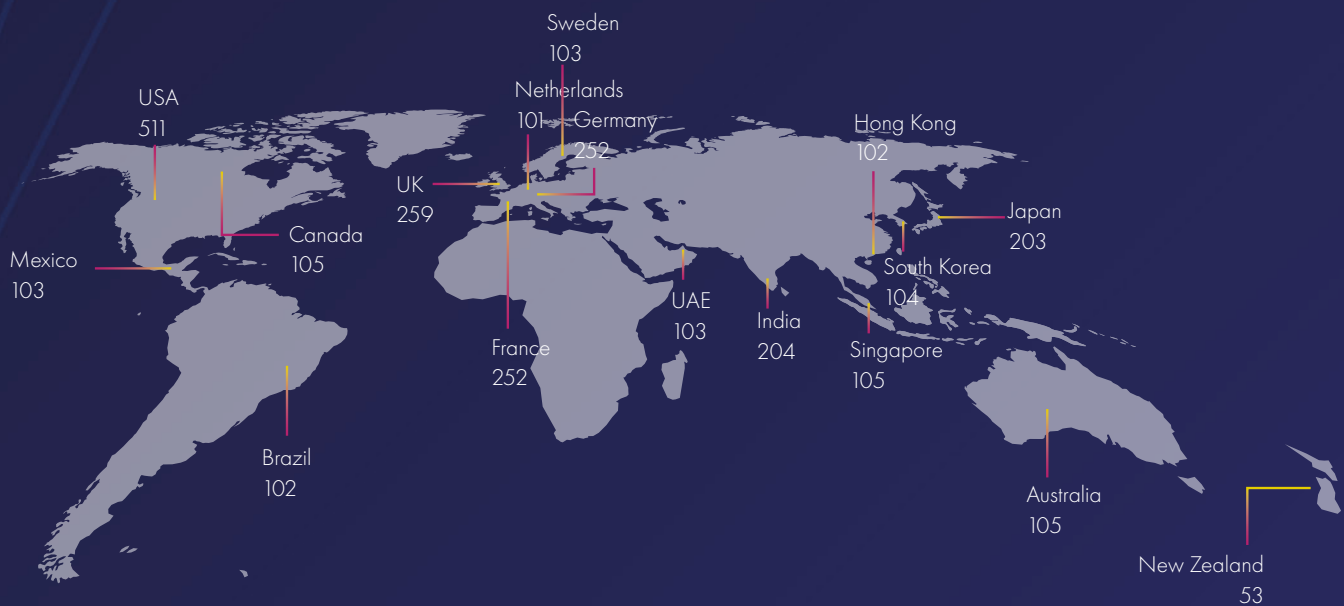 Sweden
103
Netherlands
101
Germany
252
USA
511
Hong Kong
102
UK
259
Japan
203
Canada
105
Mexico
103
South Korea
104
UAE
103
India
204
France
252
Singapore
105
Brazil
102
Australia
105
New Zealand
53